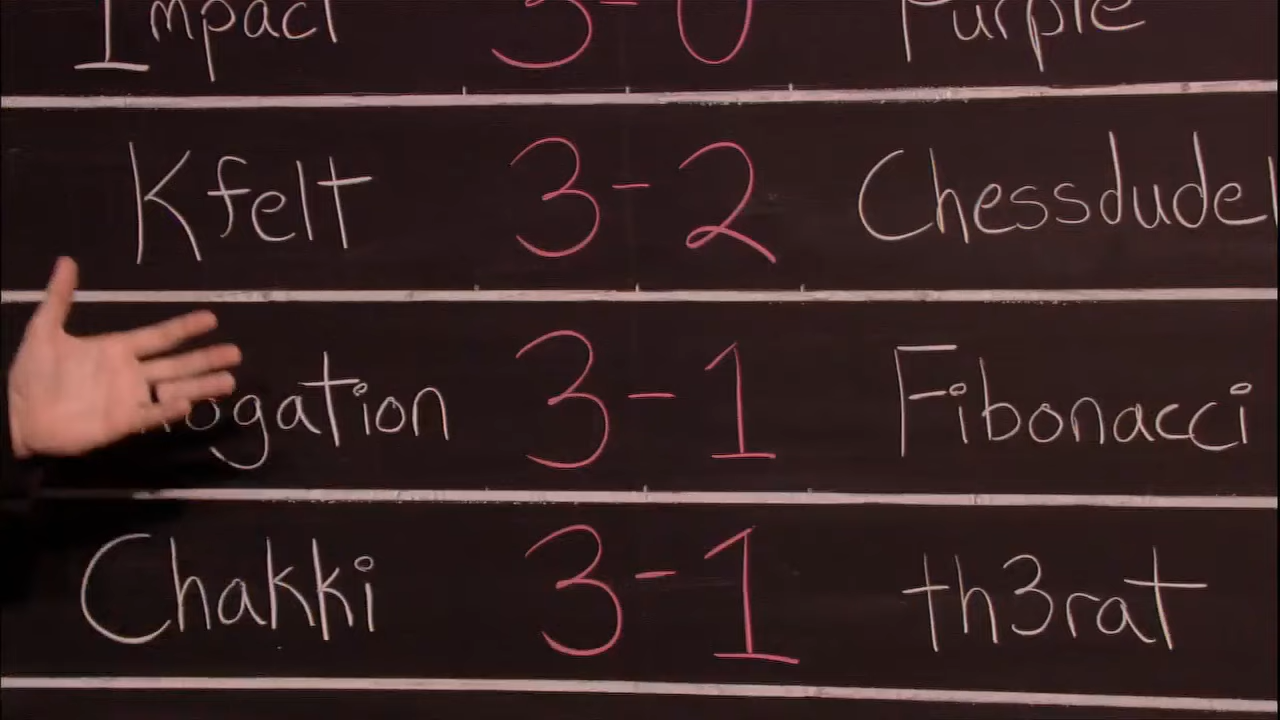 Impact 3-0 Purple
Kfelt 3-2 Chessdude
3-1 Fibonacci
Chakki 3-1 th3rat